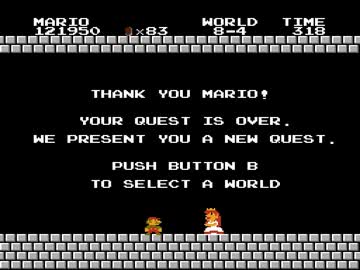 MARIO WORLD TIME
121950 ×83 8-4 318
THANK YOU MARIO!
YOUR QUEST IS OVER.
WE PRESENT YOU A NEW QUEST.
PUSH BUTTON B
TO SELECT A WORLD